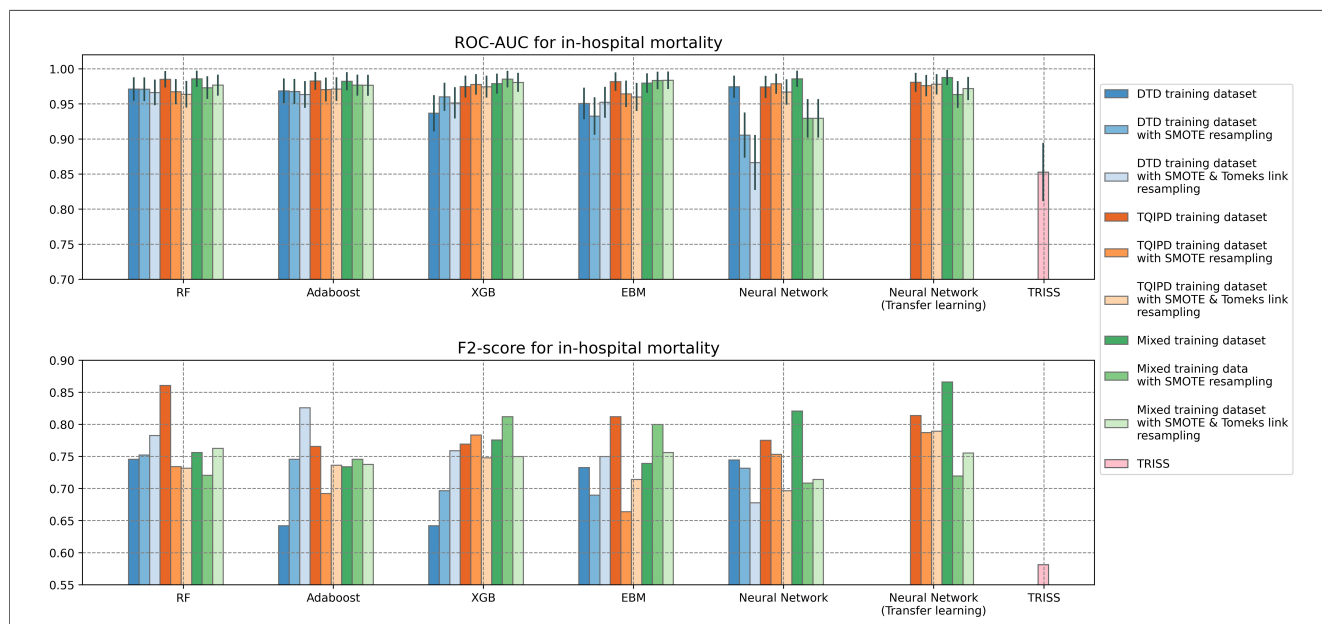 ROC-AUC for in-hospital mortality
1.00
0.95
0.90
0.85
0.80
0.75
0.70
RF
Adaboost
XGB
EBM
Neural Network
Neural Network
(Transfer learning)
TRISS
F2-score for in-hospital mortality
0.90
0.85
0.80
0.75
0.70
0.65
0.60
0.55
RF
Adaboost
XGB
EBM
Neural Network
Neural Network
(Transfer learning)
TRISS
DTD training dataset
DTD training dataset
with SMOTE resampling
DTD training dataset
with SMOTE & Tomeks link
resampling
TQIPD training dataset
TQIPD training dataset
with SMOTE resampling
TQIPD training dataset
with SMOTE & Tomeks link
resampling
Mixed training dataset
Mixed training data
with SMOTE resampling
Mixed training dataset
with SMOTE & Tomeks link
resampling
TRISS